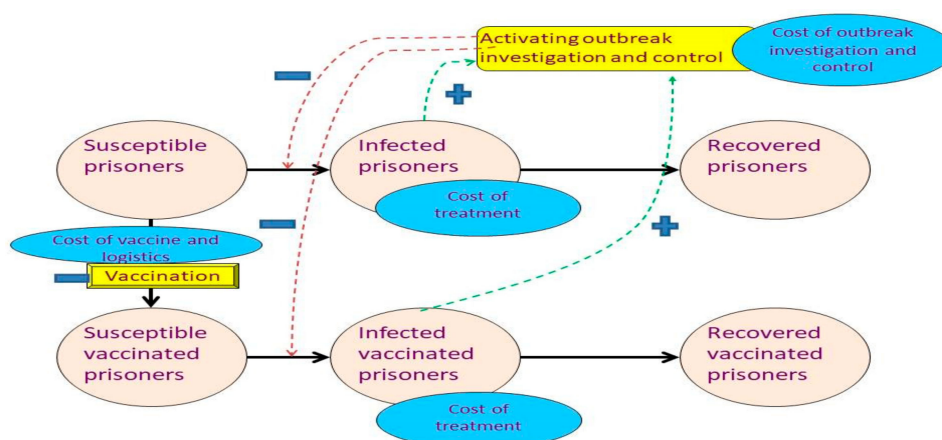 Activating outbreak
investigation and control
Cost of outbreak
investigation and
control
Susceptible
prisoners
Infected
prisoners
Cost of
treatment
Recovered
prisoners
Cost of vaccine and
logistics
Vaccination
Susceptible
vaccinated
prisoners
Infected
vaccinated
prisoners
Cost of
treatment
Recovered
vaccinated
prisoners